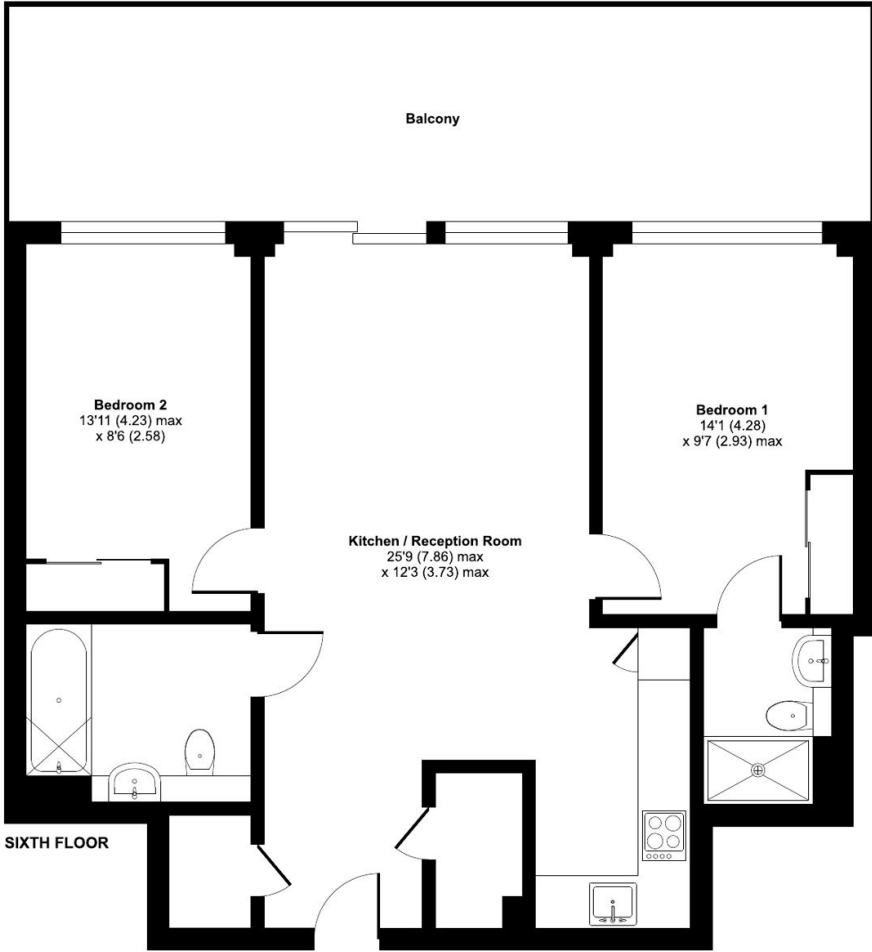 Balcony
Bedroom 2
13'11 (4.23) max
x 8'6 (2.58)
Bedroom 1
14'1 (4.28)
x 9'7 (2.93) max
Kitchen / Reception Room
25'9 (7.86) max
x 12'3 (3.73) max
SIXTH FLOOR